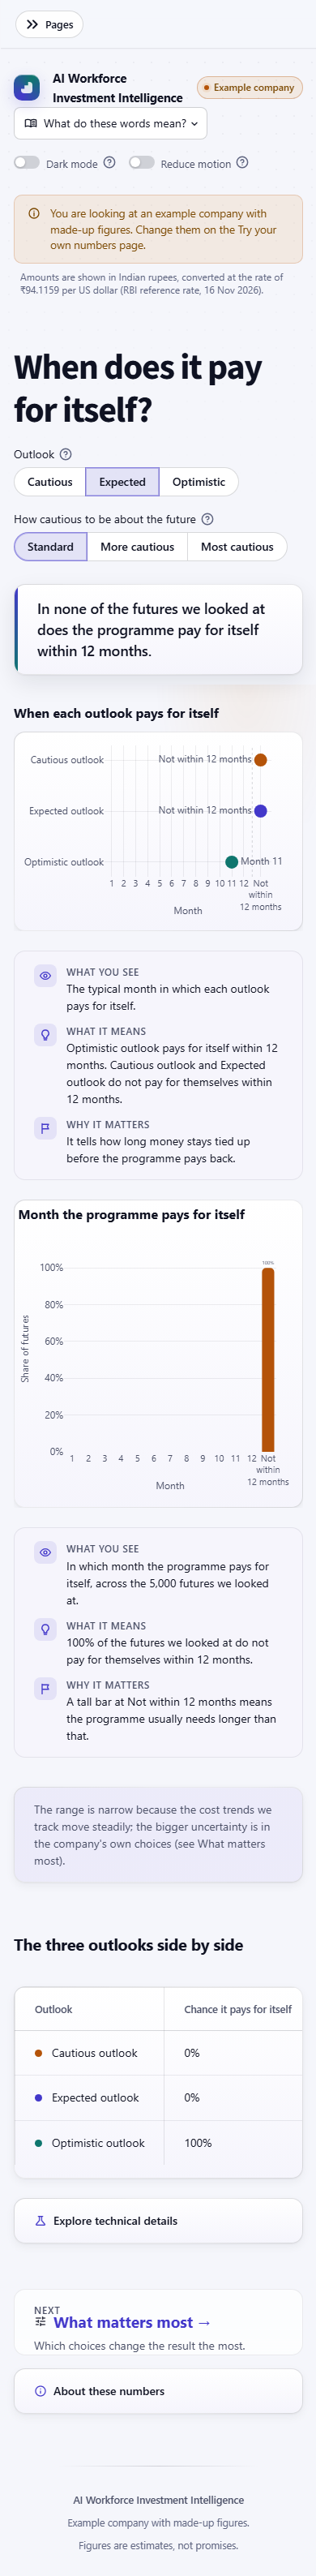 Pages
AI Workforce
Investment Intelligence
Example company
What do these words mean?
Dark mode
Reduce motion
You are looking at an example company with
made-up figures. Change them on the Try your
own numbers page.
Amounts are shown in Indian rupees, converted at the rate of
₹94.1159 per US dollar (RBI reference rate, 16 Nov 2026).
When does it pay
for itself?
Outlook
Cautious Expected Optimistic
How cautious to be about the future
Standard More cautious Most cautious
In none of the futures we looked at
does the programme pay for itself
within 12 months.
When each outlook pays for itself
Cautious outlook Not within 12 months
Expected outlook Not within 12 months
Optimistic outlook Month 11
1 2 3 4 5 6 7 8 9 10 11 12 Not
within
12 months
Month
WHAT YOU SEE
The typical month in which each outlook
pays for itself.
WHAT IT MEANS
Optimistic outlook pays for itself within 12
months. Cautious outlook and Expected
outlook do not pay for themselves within
12 months.
WHY IT MATTERS
It tells how long money stays tied up
before the programme pays back.
Month the programme pays for itself
100%
100%
80%
60%
40%
20%
0%
Share of futures
1 2 3 4 5 6 7 8 9 10 11 12 Not
within
12 months
Month
WHAT YOU SEE
In which month the programme pays for
itself, across the 5,000 futures we looked
at.
WHAT IT MEANS
100% of the futures we looked at do not
pay for themselves within 12 months.
WHY IT MATTERS
A tall bar at Not within 12 months means
the programme usually needs longer than
that.
The range is narrow because the cost trends we
track move steadily; the bigger uncertainty is in
the company's own choices (see What matters
most).
The three outlooks side by side
Outlook Chance it pays for itself
Cautious outlook 0%
Expected outlook 0%
Optimistic outlook 100%
Explore technical details
NEXT
What matters most →
Which choices change the result the most.
About these numbers
AI Workforce Investment Intelligence
Example company with made-up figures.
Figures are estimates, not promises.